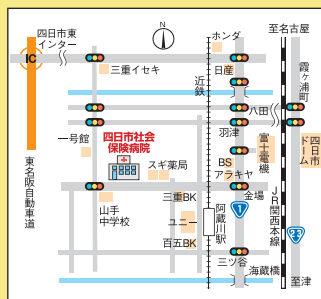 四日市東
インター
IC
N
ホンダ
至名古屋
三重イセキ
近鉄
日産
霞ヶ浦町
八田
羽津
一号館
四日市社会
保険病院
スギ薬局
富士電機
四日市
ドーム
BS
アラキヤ
東名阪自動車道
山手
中学校
三重BK
金場
阿蔵川駅
1
JR関西本線
23
ユニー
百五BK
三ツ谷
海蔵橋
至津